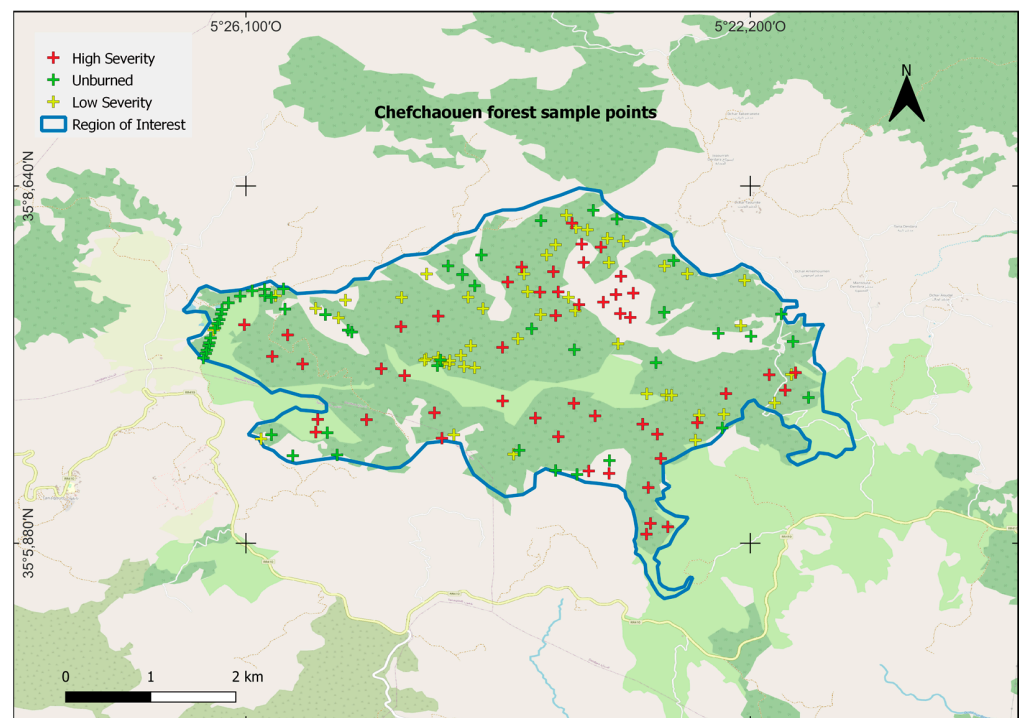 5°26,100'O
5°22,200'O
High Severity
Unburned
Low Severity
Region of Interest
Chefchaouen forest sample points
N
35°8,640'N
35°5,880'N
0 1 2 km